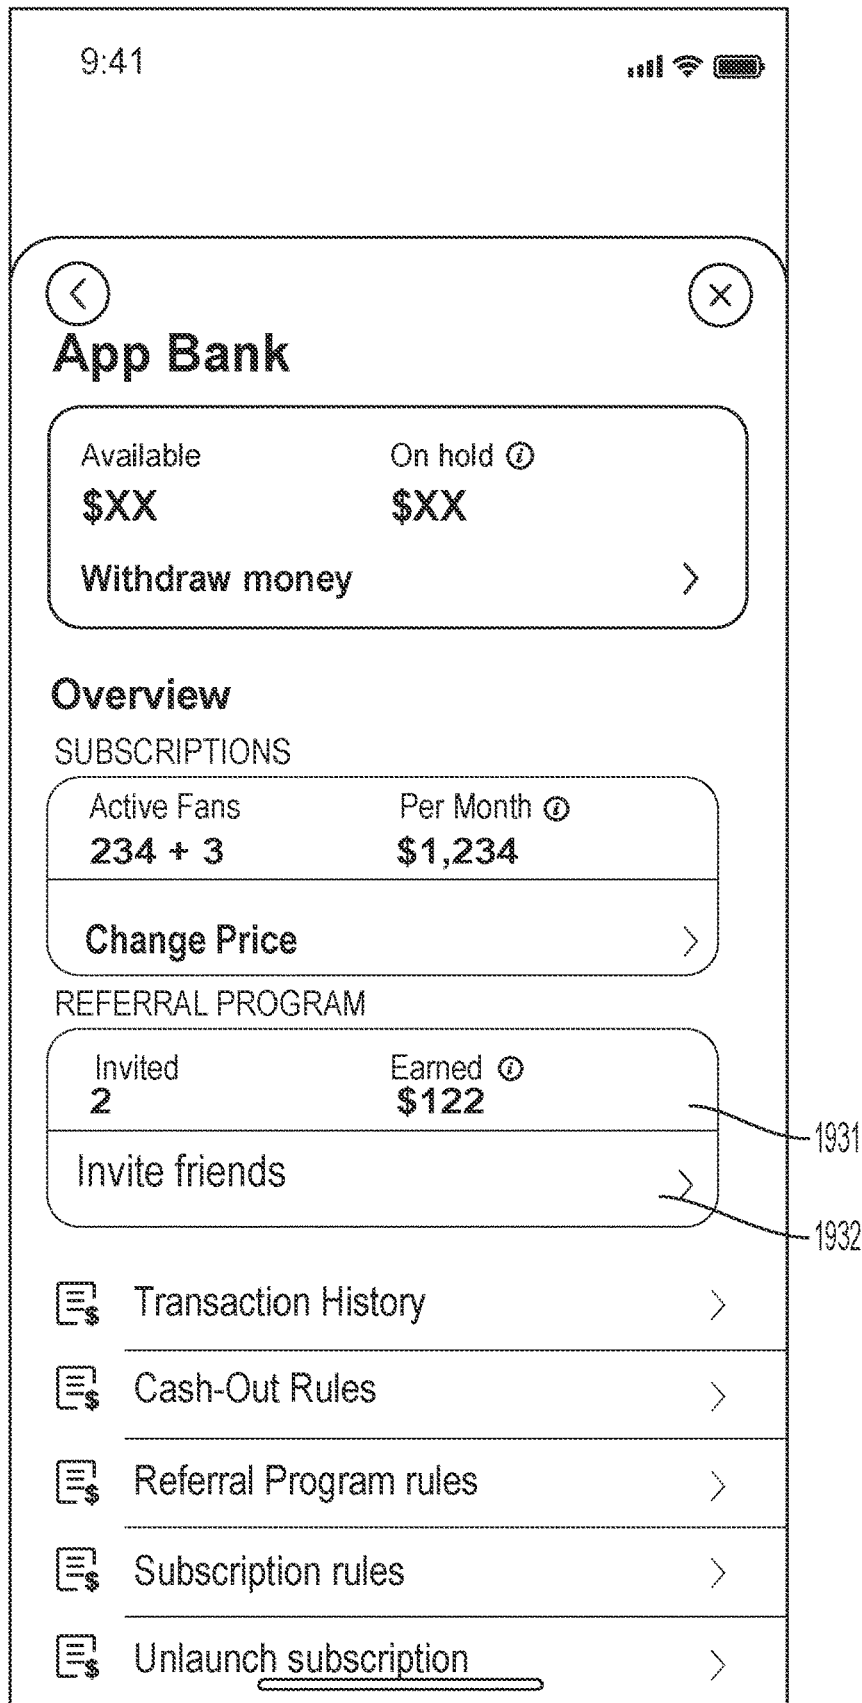 9:41
App Bank
Available On hold
$XX $XX
Withdraw money
Overview
SUBSCRIPTIONS
Active Fans Per Month
234 + 3 $1,234
Change Price
REFERRAL PROGRAM
Invited Earned
2 $122
1931
Invite friends
1932
Transaction History
Cash-Out Rules
Referral Program rules
Subscription rules
Unlaunch subscription